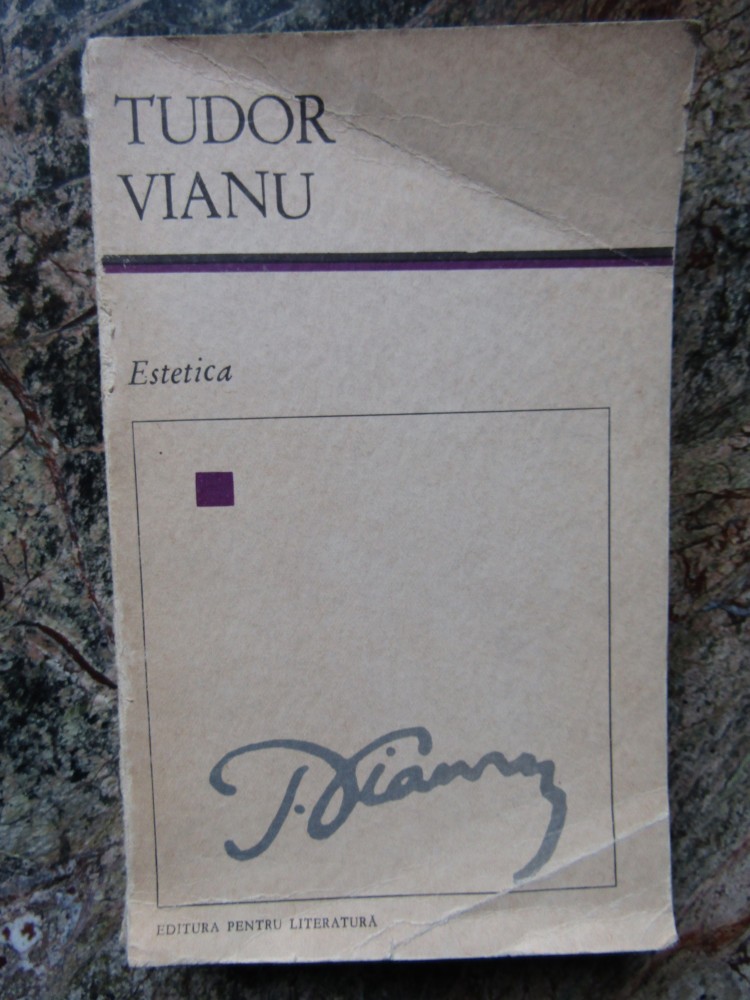 TUDOR
VIANU
Estetica
T. Vianu
EDITURA PENTRU LITERATURĂ